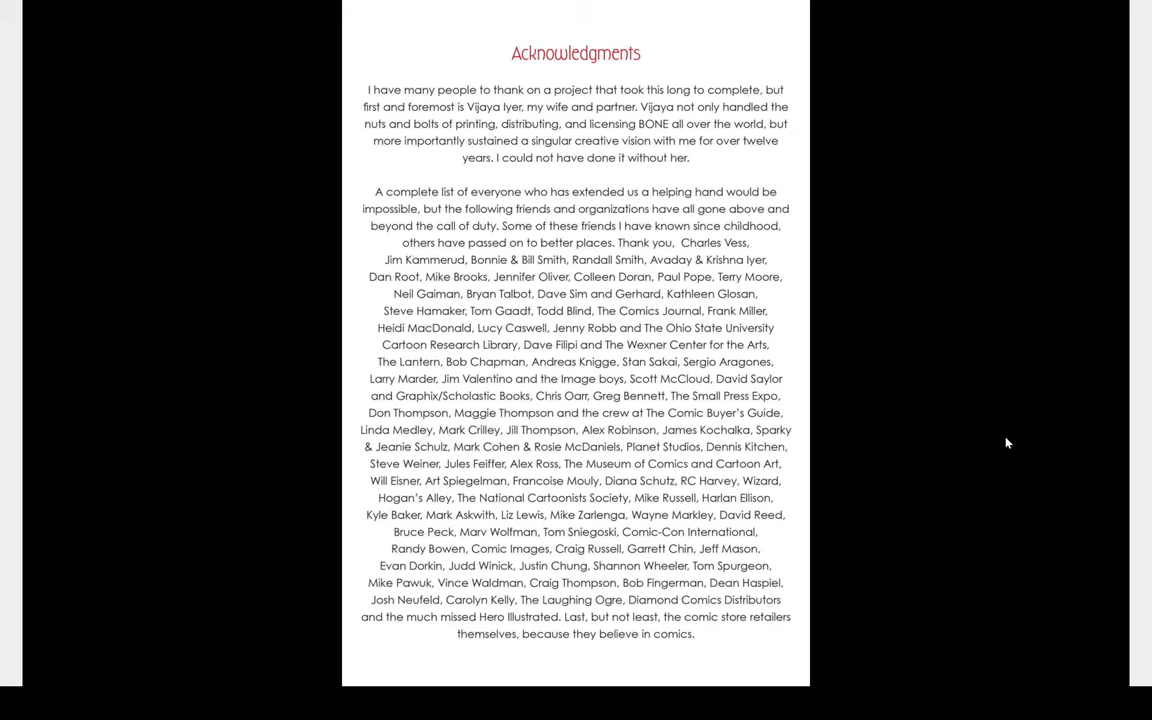 Acknowledgments
I have many people to thank on a project that took this long to complete, but
first and foremost is Vijaya Iyer, my wife and partner. Vijaya not only handled the
nuts and bolts of printing, distributing, and licensing BONE all over the world, but
more importantly sustained a singular creative vision with me for over twelve
years. I could not have done it without her.
A complete list of everyone who has extended us a helping hand would be
impossible, but the following friends and organizations have all gone above and
beyond the call of duty. Some of these friends I have known since childhood,
others have passed on to better places. Thank you, Charles Vess,
Jim Kammerud, Bonnie & Bill Smith, Randall Smith, Avaday & Krishna Iyer,
Dan Root, Mike Brooks, Jennifer Oliver, Colleen Doran, Paul Pope, Terry Moore,
Neil Gaiman, Bryan Talbot, Dave Sim and Gerhard, Kathleen Glosan,
Steve Hamaker, Tom Gaadt, Todd Blind, The Comics Journal, Frank Miller,
Heidi MacDonald, Lucy Caswell, Jenny Robb and The Ohio State University
Cartoon Research Library, Dave Filipi and The Wexner Center for the Arts,
The Lantern, Bob Chapman, Andreas Knigge, Stan Sakai, Sergio Aragones,
Larry Marder, Jim Valentino and the Image boys, Scott McCloud, David Saylor
and Graphix/Scholastic Books, Chris Oarr, Greg Bennett, The Small Press Expo,
Don Thompson, Maggie Thompson and the crew at The Comic Buyer's Guide,
Linda Medley, Mark Crilley, Jill Thompson, Alex Robinson, James Kochalka, Sparky
& Jeanie Schulz, Mark Cohen & Rosie McDaniels, Planet Studios, Dennis Kitchen,
Steve Weiner, Jules Feiffer, Alex Ross, The Museum of Comics and Cartoon Art,
Will Eisner, Art Spiegelman, Francoise Mouly, Diana Schutz, RC Harvey, Wizard,
Hogan's Alley, The National Cartoonists Society, Mike Russell, Harlan Ellison,
Kyle Baker, Mark Askwith, Liz Lewis, Mike Zarlenga, Wayne Markley, David Reed,
Bruce Peck, Marv Wolfman, Tom Sniegoski, Comic-Con International,
Randy Bowen, Comic Images, Craig Russell, Garrett Chin, Jeff Mason,
Evan Dorkin, Judd Winick, Justin Chung, Shannon Wheeler, Tom Spurgeon,
Mike Pawuk, Vince Waldman, Craig Thompson, Bob Fingerman, Dean Haspiel,
Josh Neufeld, Carolyn Kelly, The Laughing Ogre, Diamond Comics Distributors
and the much missed Hero Illustrated. Last, but not least, the comic store retailers
themselves, because they believe in comics.